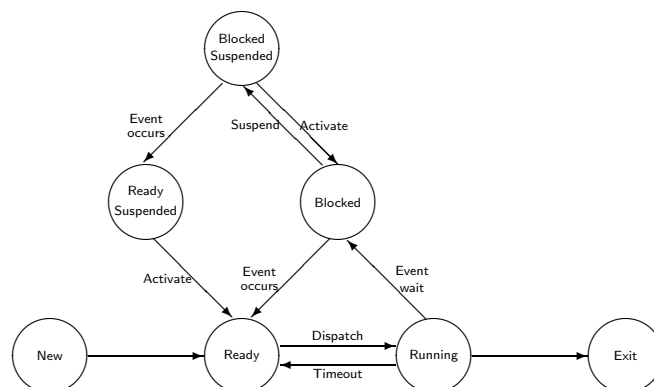 Blocked
Suspended
Event
occurs
Suspend
Activate
Ready
Suspended
Blocked
Activate
Event
occurs
Event
wait
New
Ready
Dispatch
Timeout
Running
Exit